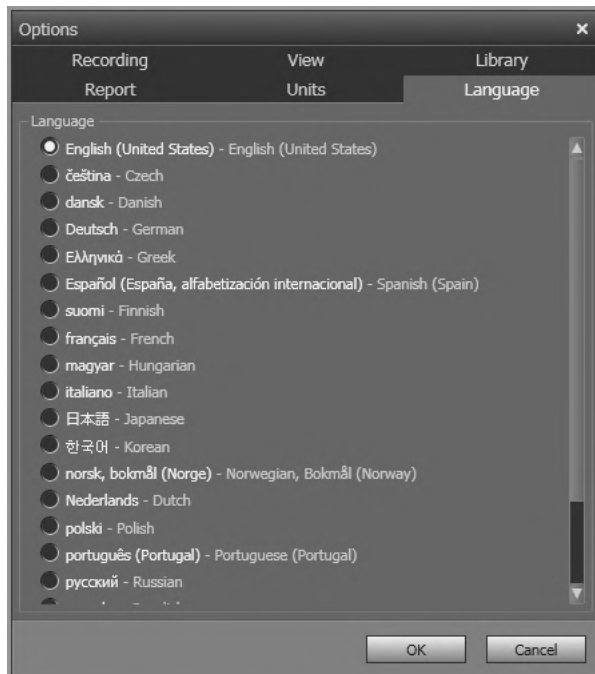 Options
Recording View Library
Report Units Language
Language
English (United States) - English (United States)
čeština - Czech
dansk - Danish
Deutsch - German
Ελληνικά - Greek
Español (España, alfabetización internacional) - Spanish (Spain)
suomi - Finnish
français - French
magyar - Hungarian
italiano - Italian
日本語 - Japanese
한국어 - Korean
norsk, bokmål (Norge) - Norwegian, Bokmål (Norway)
Nederlands - Dutch
polski - Polish
português (Portugal) - Portuguese (Portugal)
русский - Russian
OK Cancel